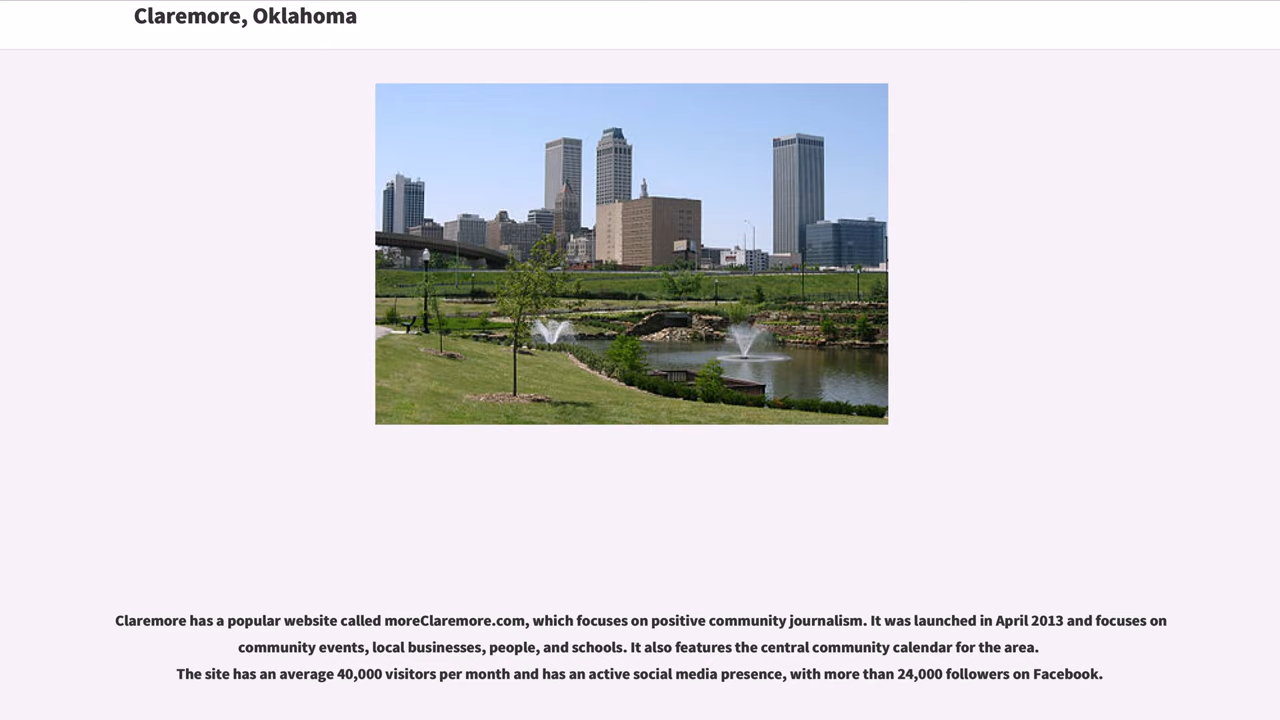 Claremore, Oklahoma
Claremore has a popular website called moreClaremore.com, which focuses on positive community journalism. It was launched in April 2013 and focuses on
community events, local businesses, people, and schools. It also features the central community calendar for the area.
The site has an average 40,000 visitors per month and has an active social media presence, with more than 24,000 followers on Facebook.